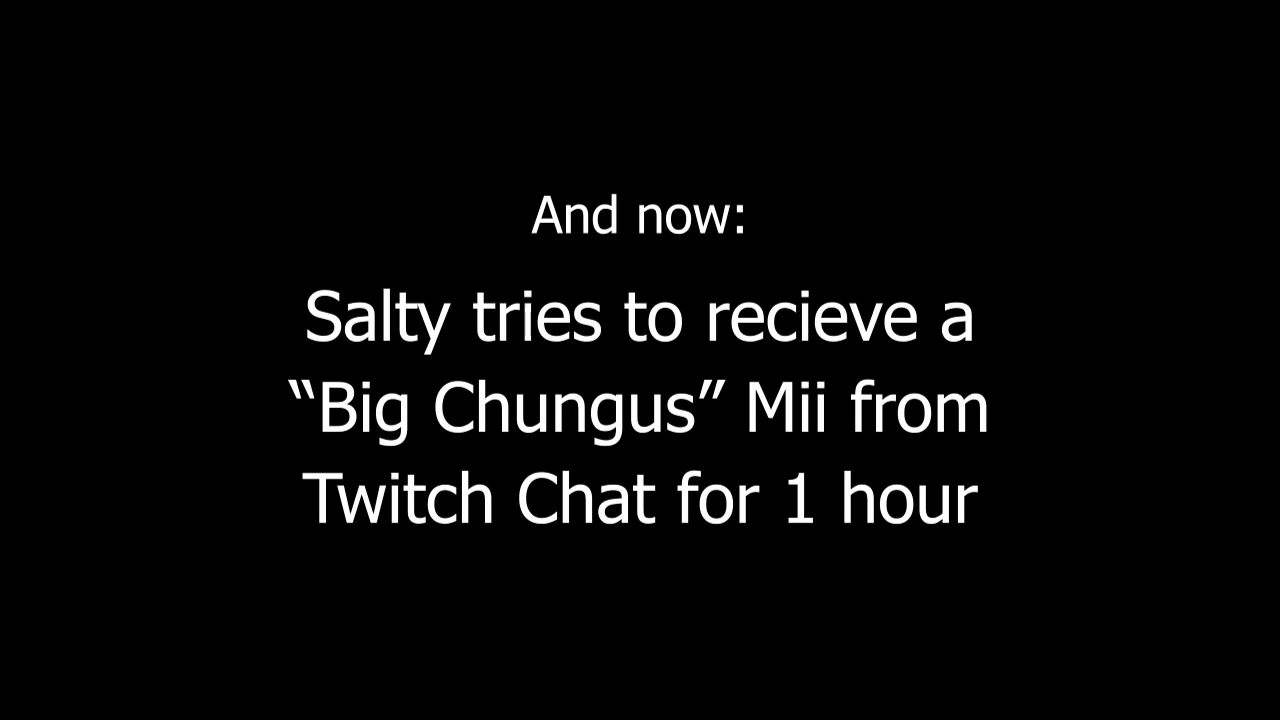 And now:
Salty tries to recieve a
“Big Chungus” Mii from
Twitch Chat for 1 hour